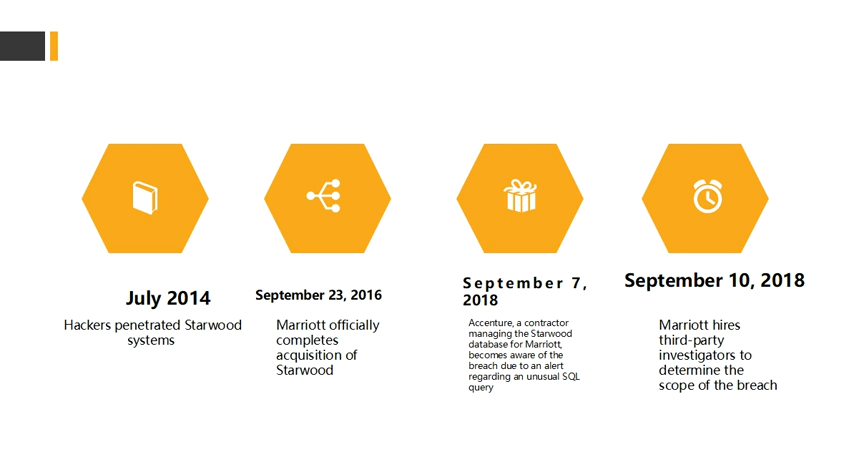 July 2014
Hackers penetrated Starwood
systems
September 23, 2016
Marriott officially
completes
acquisition of
Starwood
September 7,
2018
Accenture, a contractor
managing the Starwood
database for Marriott,
becomes aware of the
breach due to an alert
regarding an unusual SQL
query
September 10, 2018
Marriott hires
third-party
investigators to
determine the
scope of the breach